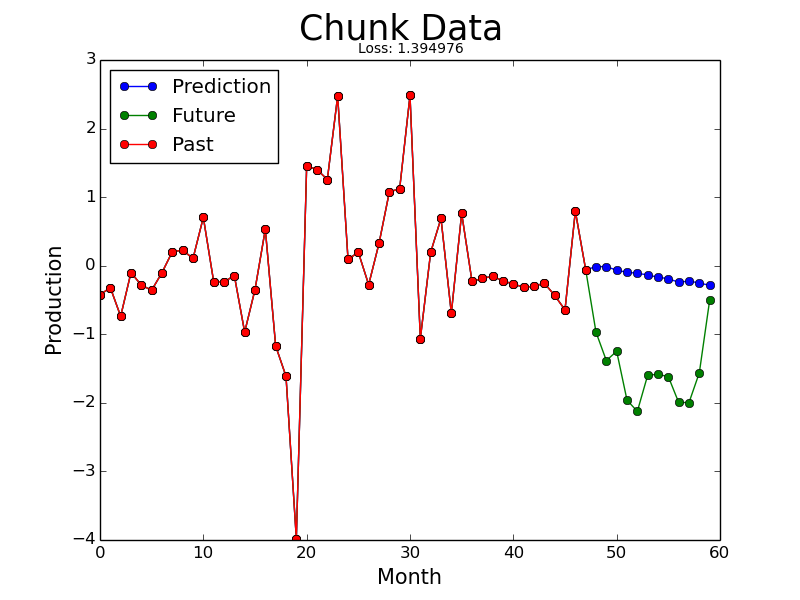 Chunk Data
Loss: 1.394976
Prediction
Future
Past
3
2
1
0
−1
−2
−3
−4
Production
0 10 20 30 40 50 60
Month